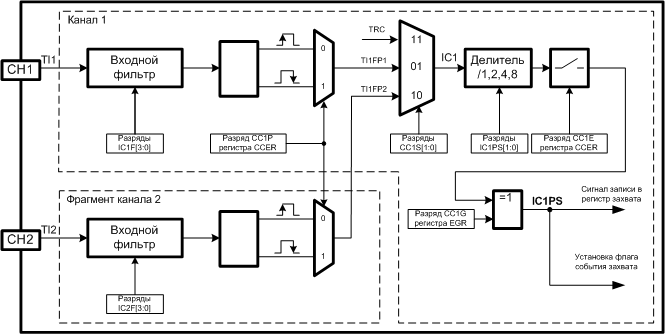 Канал 1
CH1
TI1
Входной
фильтр
Разряды
IC1F[3:0]
0
1
Разряд CC1P
регистра CCER
TRC
TI1FP1
TI1FP2
11
01
10
Разряды
CC1S[1:0]
IC1
Делитель
/1,2,4,8
Разряды
IC1PS[1:0]
Разряд CC1E
регистра CCER
Фрагмент канала 2
CH2
TI2
Входной
фильтр
Разряды
IC2F[3:0]
0
1
Разряд CC1G
регистра EGR
=1
IC1PS
Сигнал записи в
регистр захвата
Установка флага
события захвата